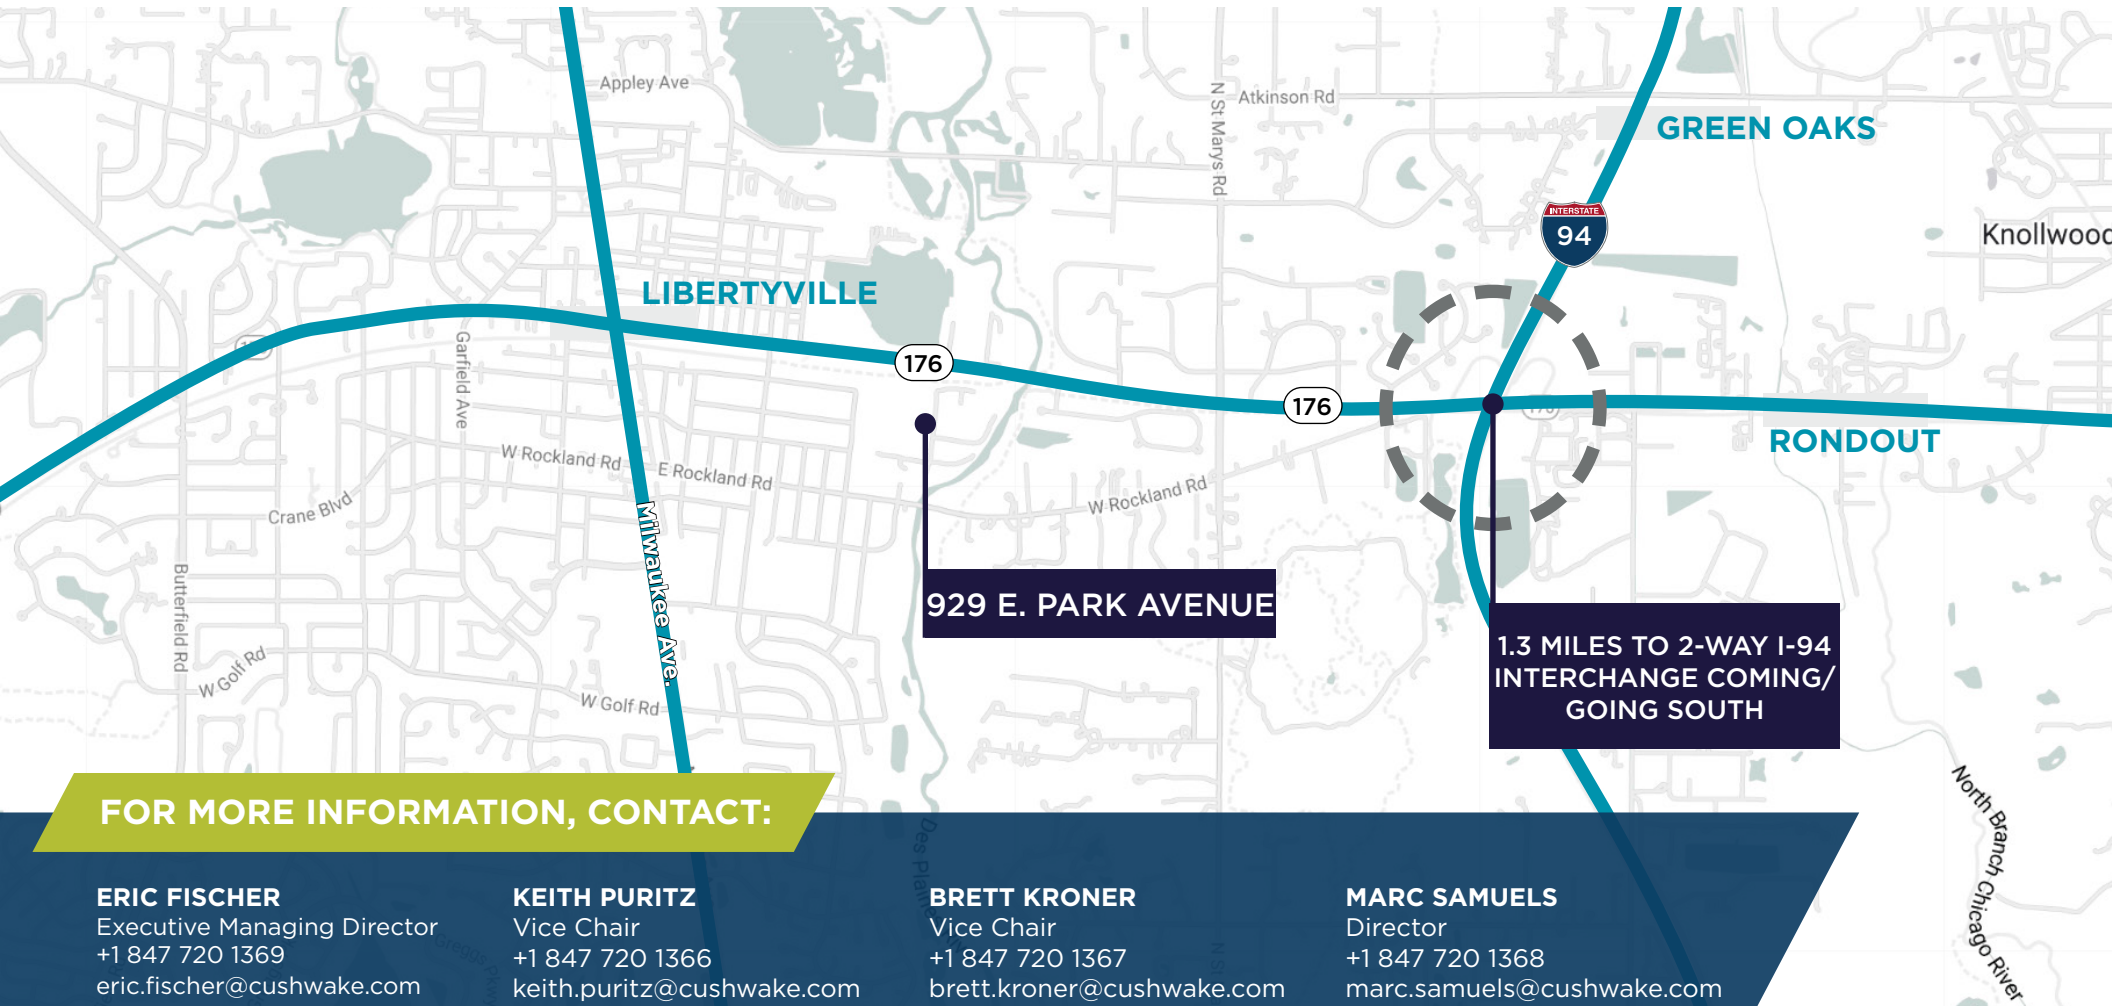 Appley Ave
N St Marys Rd
Atkinson Rd
GREEN OAKS
INTERSTATE
94
Knollwood
LIBERTYVILLE
176
Garfield Ave
176
RONDOUT
W Rockland Rd
E Rockland Rd
W Rockland Rd
Crane Blvd
Milwaukee Ave.
Butterfield Rd
929 E. PARK AVENUE
1.3 MILES TO 2-WAY I-94
INTERCHANGE COMING/
GOING SOUTH
W Golf Rd
W Golf Rd
North Branch Chicago River
FOR MORE INFORMATION, CONTACT:
ERIC FISCHER
Executive Managing Director
+1 847 720 1369
eric.fischer@cushwake.com
KEITH PURITZ
Vice Chair
+1 847 720 1366
keith.puritz@cushwake.com
BRETT KRONER
Vice Chair
+1 847 720 1367
brett.kroner@cushwake.com
MARC SAMUELS
Director
+1 847 720 1368
marc.samuels@cushwake.com